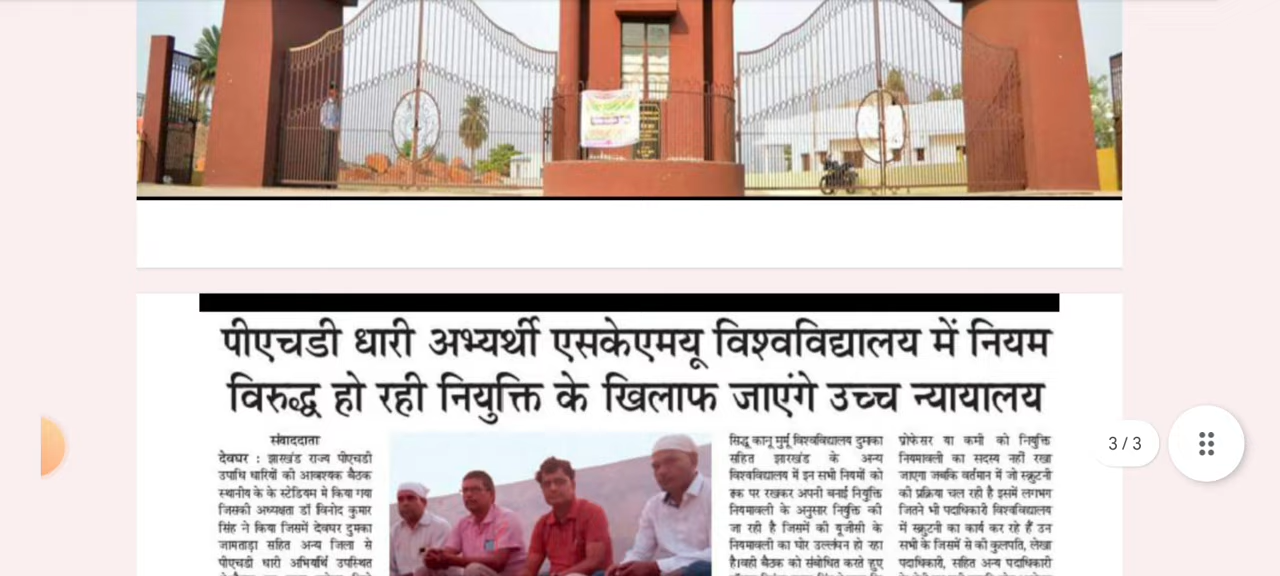 पीएचडी धारी अभ्यर्थी एसकेएमयू विश्वविद्यालय में नियम
विरुद्ध हो रही नियुक्ति के खिलाफ जाएंगे उच्च न्यायालय
संवाददाता
देवघर : झारखंड राज्य पीएचडी
उपाधि धारियों की आवश्यक बैठक
स्थानीय के के स्टेडियम मे किया गया
जिसकी अध्यक्षता डॉ विनोद कुमार
सिंह ने किया जिसमें देवघर दुमका
जामताड़ा सहित अन्य जिला से
पीएचडी धारी अभियर्थि उपस्थित
सिद्धू कानू मुर्मू विश्वविद्यालय दुमका
सहित झारखंड के अन्य
विश्वविद्यालय में इन सभी नियमों को
रूक पर रखकर अपनी बनाई नियुक्ति
नियमावली के अनुसार नियुक्ति की
जा रही है जिसमें की यूजीसी के
नियमावली का घोर उल्लंघन हो रहा
है।वही बैठक को संबोधित करते हुए
प्रोफेसर या कमी को नियुक्ति
नियमावली का सदस्य नहीं रखा
जाएगा जबकि वर्तमान में जो स्क्रुटनी
की प्रक्रिया चल रही है इसमें लगभग
जितने भी पदाधिकारी विश्वविद्यालय
में स्क्रुटनी का कार्य कर रहे हैं उन
सभी के जिसमें से की कुलपति, लेखा
पदाधिकारी, सहित अन्य पदाधिकारी
3 / 3